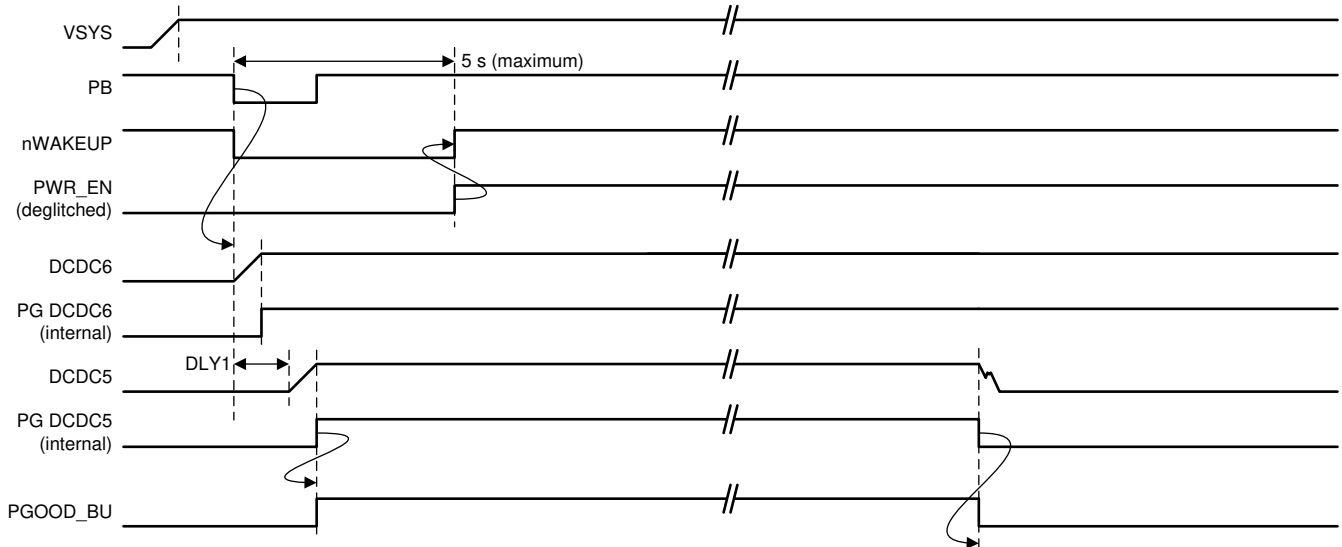 VSYS
5 s (maximum)
PB
nWAKEUP
PWR_EN
(deglitched)
DCDC6
PG DCDC6
(internal)
DLY1
DCDC5
PG DCDC5
(internal)
PGOOD_BU